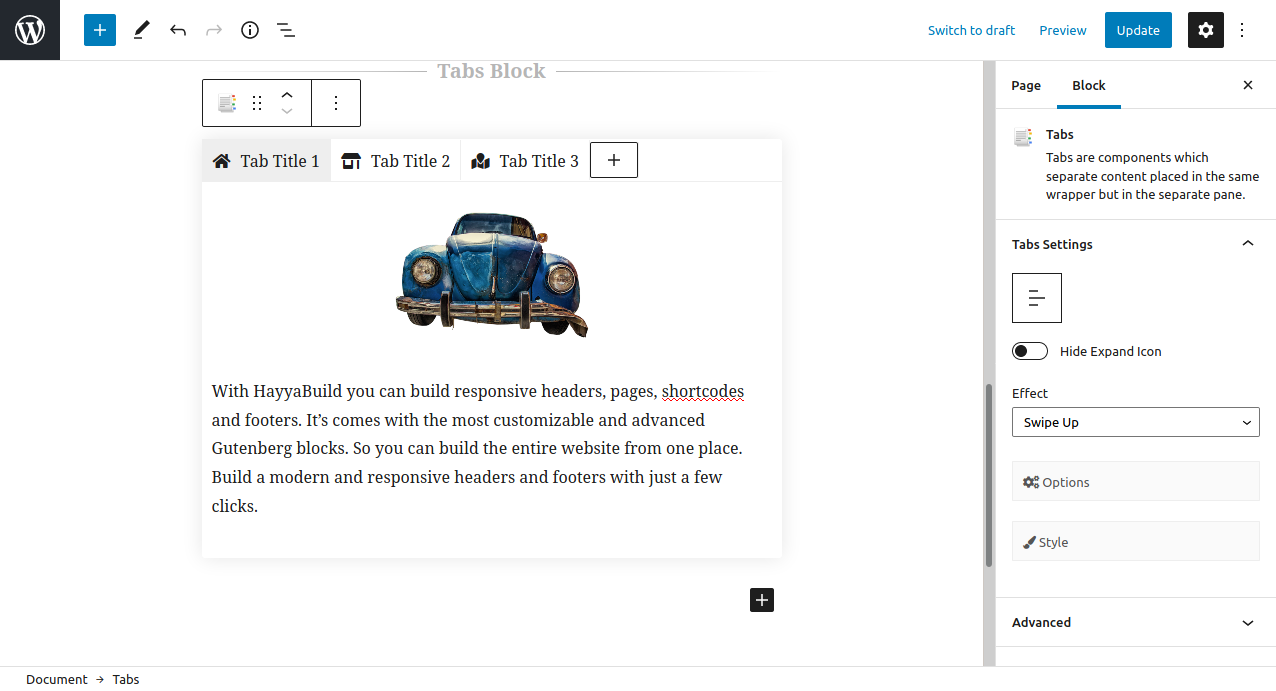 Switch to draft
Preview
Update
Tabs Block
Tab Title 1
Tab Title 2
Tab Title 3
With HayyaBuild you can build responsive headers, pages, shortcodes
and footers. It’s comes with the most customizable and advanced
Gutenberg blocks. So you can build the entire website from one place.
Build a modern and responsive headers and footers with just a few
clicks.
Page
Block
Tabs
Tabs are components which
separate content placed in the same
wrapper but in the separate pane.
Tabs Settings
Hide Expand Icon
Effect
Swipe Up
Options
Style
Advanced
Document → Tabs